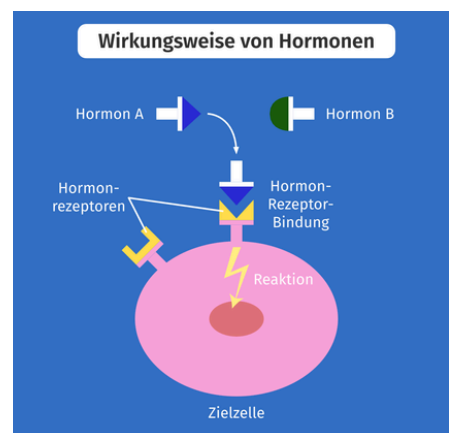 Wirkungsweise von Hormonen
Hormon A
Hormon B
Hormon-
rezeptoren
Hormon-
Rezeptor-
Bindung
Reaktion
Zielzelle